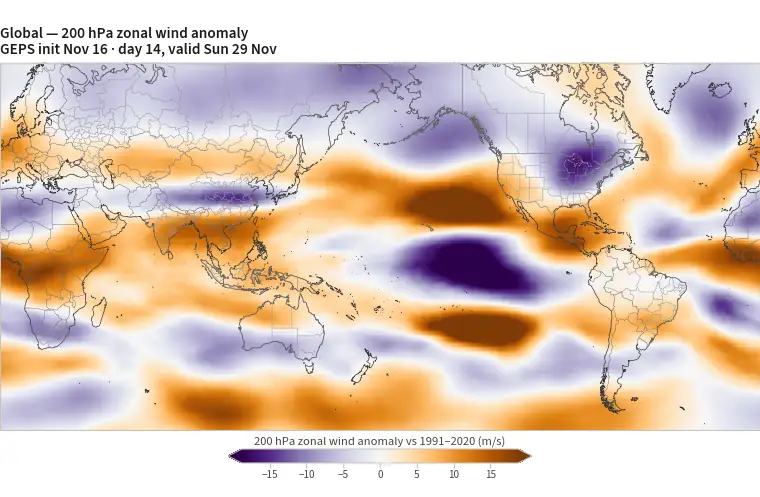 Global — 200 hPa zonal wind anomaly
GEPS init Nov 16 · day 14, valid Sun 29 Nov
200 hPa zonal wind anomaly vs 1991–2020 (m/s)
−15 −10 −5 0 5 10 15